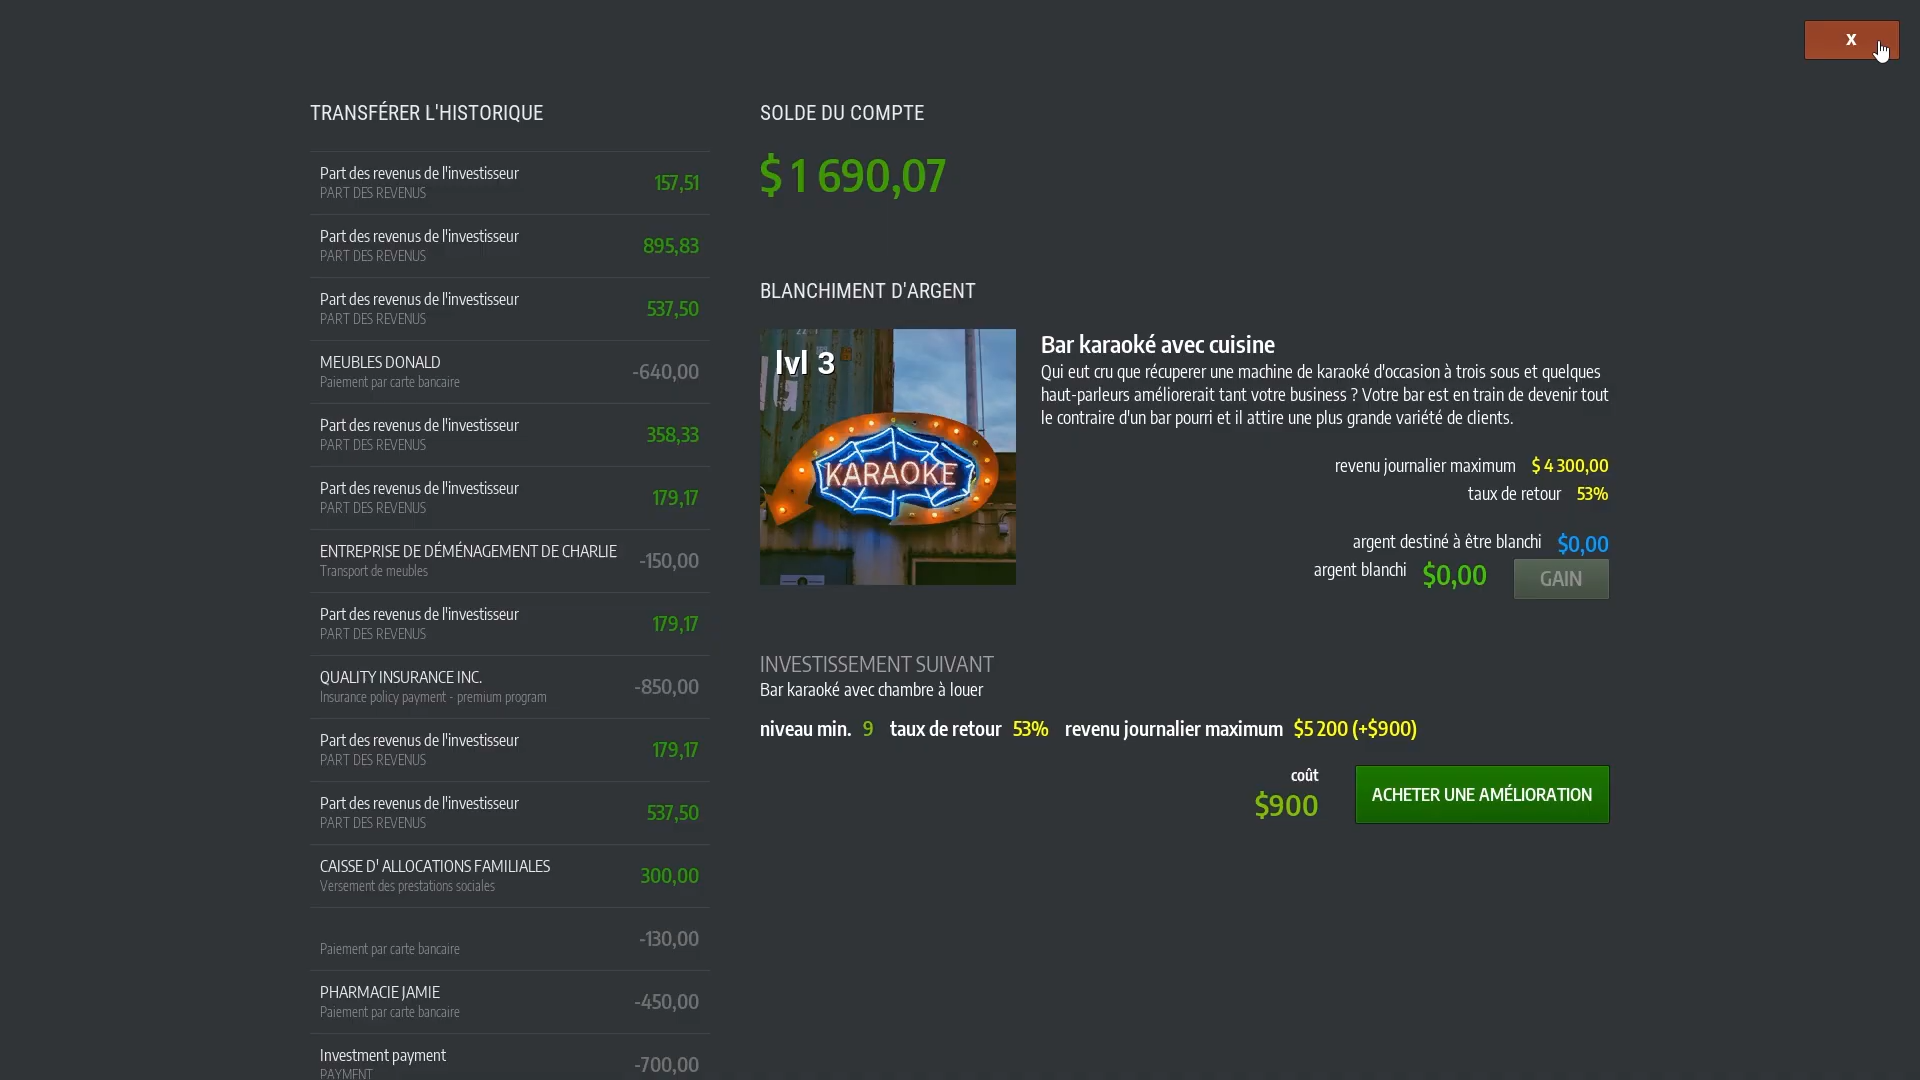 X
TRANSFÉRER L'HISTORIQUE
Part des revenus de l'investisseur 157,51
PART DES REVENUS
Part des revenus de l'investisseur 895,83
PART DES REVENUS
Part des revenus de l'investisseur 537,50
PART DES REVENUS
MEUBLES DONALD -640,00
Paiement par carte bancaire
Part des revenus de l'investisseur 358,33
PART DES REVENUS
Part des revenus de l'investisseur 179,17
PART DES REVENUS
ENTREPRISE DE DÉMÉNAGEMENT DE CHARLIE -150,00
Transport de meubles
Part des revenus de l'investisseur 179,17
PART DES REVENUS
QUALITY INSURANCE INC. -850,00
Insurance policy payment - premium program
Part des revenus de l'investisseur 179,17
PART DES REVENUS
Part des revenus de l'investisseur 537,50
PART DES REVENUS
CAISSE D' ALLOCATIONS FAMILIALES 300,00
Versement des prestations sociales
-130,00
Paiement par carte bancaire
PHARMACIE JAMIE -450,00
Paiement par carte bancaire
Investment payment -700,00
PAYMENT
SOLDE DU COMPTE
$ 1 690,07
BLANCHIMENT D'ARGENT
lvl 3
KARAOKE
Bar karaoké avec cuisine
Qui eut cru que récuperer une machine de karaoké d'occasion à trois sous et quelques
haut-parleurs améliorerait tant votre business ? Votre bar est en train de devenir tout
le contraire d'un bar pourri et il attire une plus grande variété de clients.
revenu journalier maximum $ 4 300,00
taux de retour 53%
argent destiné à être blanchi $0,00
argent blanchi $0,00 GAIN
INVESTISSEMENT SUIVANT
Bar karaoké avec chambre à louer
niveau min. 9 taux de retour 53% revenu journalier maximum $5 200 (+$900)
coût
$900
ACHETER UNE AMÉLIORATION